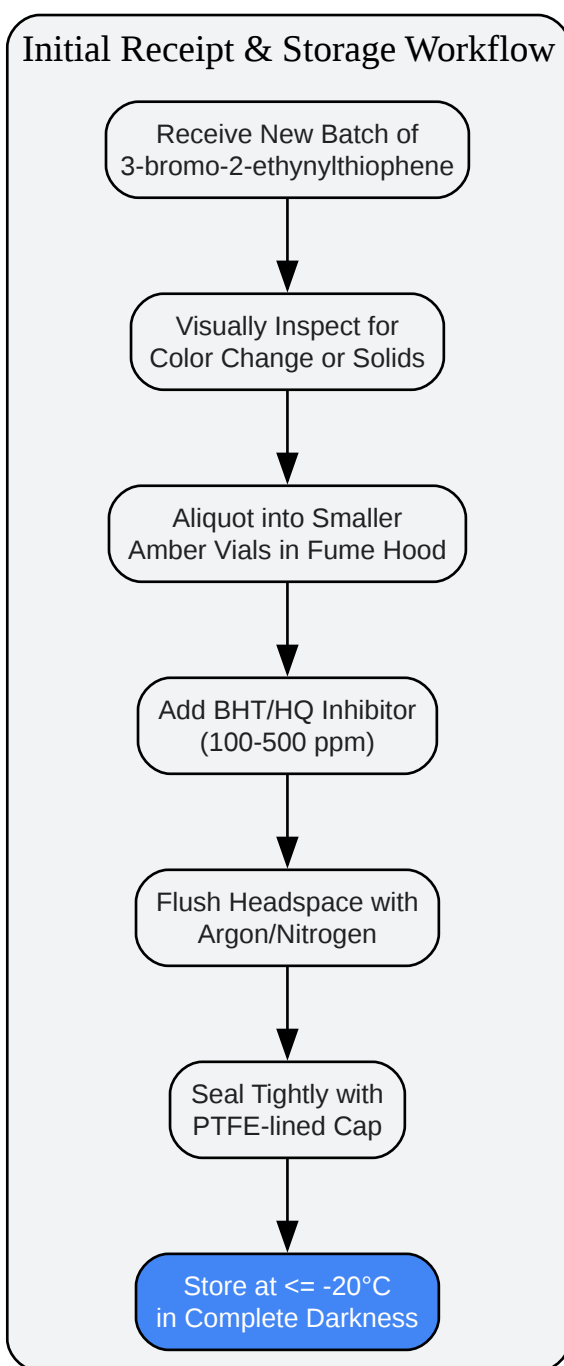 Initial Receipt & Storage Workflow
Receive New Batch of
3-bromo-2-ethynylthiophene
Visually Inspect for
Color Change or Solids
Aliquot into Smaller
Amber Vials in Fume Hood
Add BHT/HQ Inhibitor
(100-500 ppm)
Flush Headspace with
Argon/Nitrogen
Seal Tightly with
PTFE-lined Cap
Store at <= -20°C
in Complete Darkness